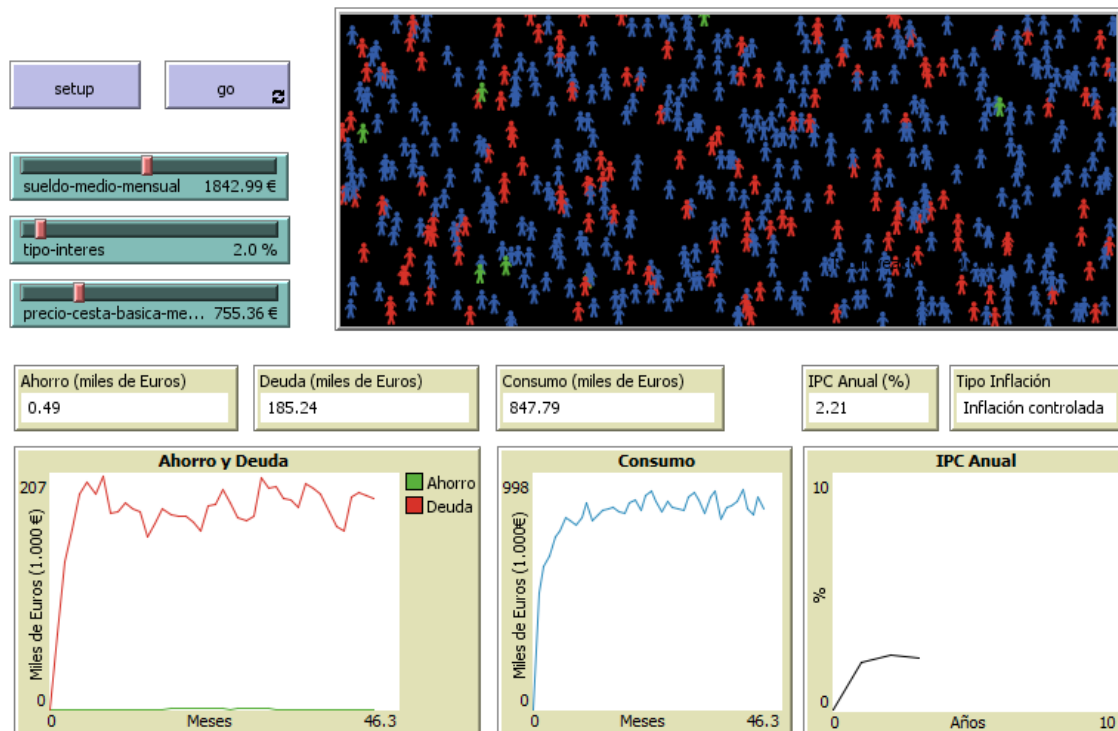 setup
go
sueldo-medio-mensual 1842.99 €
tipo-interes 2.0 %
precio-cesta-basica-me... 755.36 €
Ahorro (miles de Euros)
0.49
Deuda (miles de Euros)
185.24
Consumo (miles de Euros)
847.79
IPC Anual (%)
2.21
Tipo Inflación
Inflación controlada
Ahorro y Deuda
207
Miles de Euros (1.000 €)
0
0 Meses 46.3
Ahorro
Deuda
Consumo
998
Miles de Euros (1.000€)
0
0 Meses 46.3
IPC Anual
10
%
0
0 Años 10